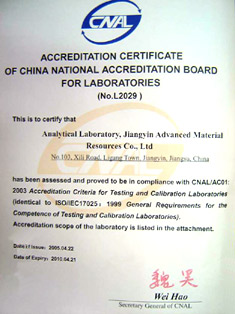 CNAL
ACCREDITATION CERTIFICATE
OF CHINA NATIONAL ACCREDITATION BOARD
FOR LABORATORIES
(No.L2029 )
This is to certify that
Analytical Laboratory, Jiangyin Advanced Material
Resources Co., Ltd
No.103, Xili Road, Ligang Town, Jiangyin, Jiangsu, China
has been assessed and proved to be in compliance with CNAL/AC01:
2003 Accreditation Criteria for Testing and Calibration Laboratories
(identical to ISO/IEC17025: 1999 General Requirements for the
Competence of Testing and Calibration Laboratories).
Accreditation scope of the laboratory is listed in the attachment.
Date of Issue: 2005.04.22
Date of Expiry: 2010.04.21
魏昊
Wei Hao
Secretary General of CNAL